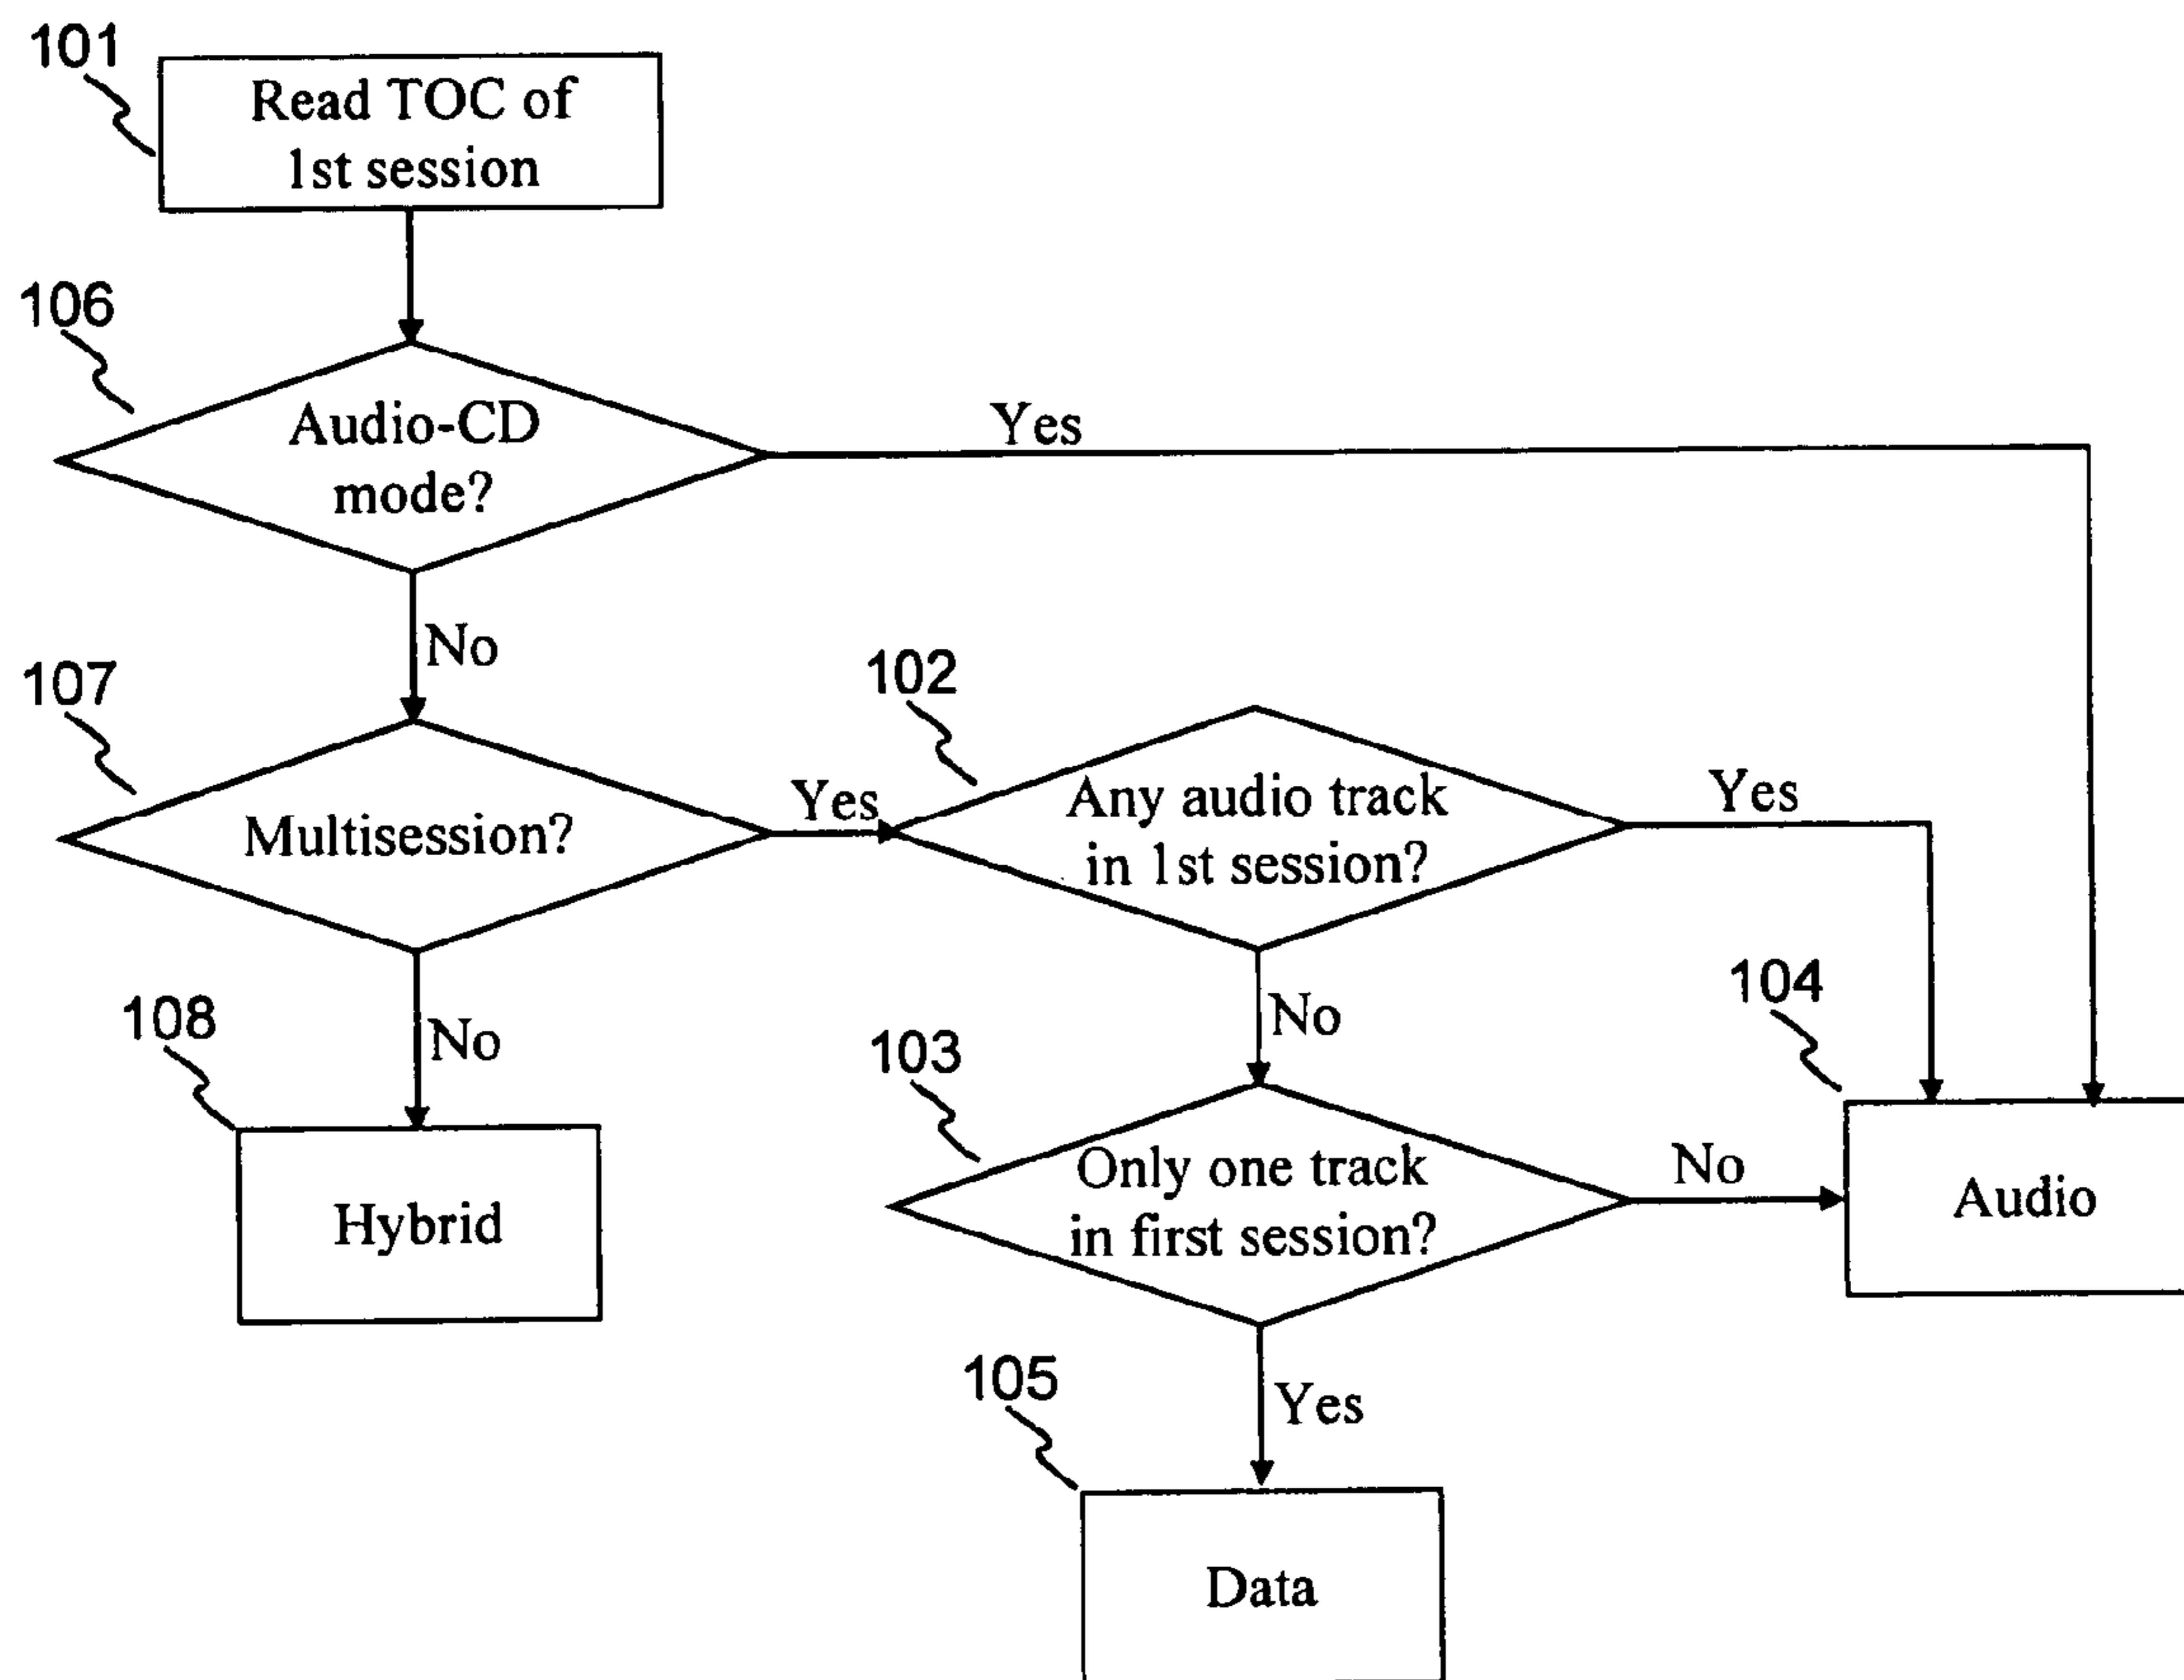 101
Read TOC of
1st session
106
Audio-CD
mode?
Yes
No
107
Multisession?
Yes
102
Any audio track
in 1st session?
Yes
No
108
Hybrid
No
103
Only one track
in first session?
No
104
Audio
Yes
105
Data